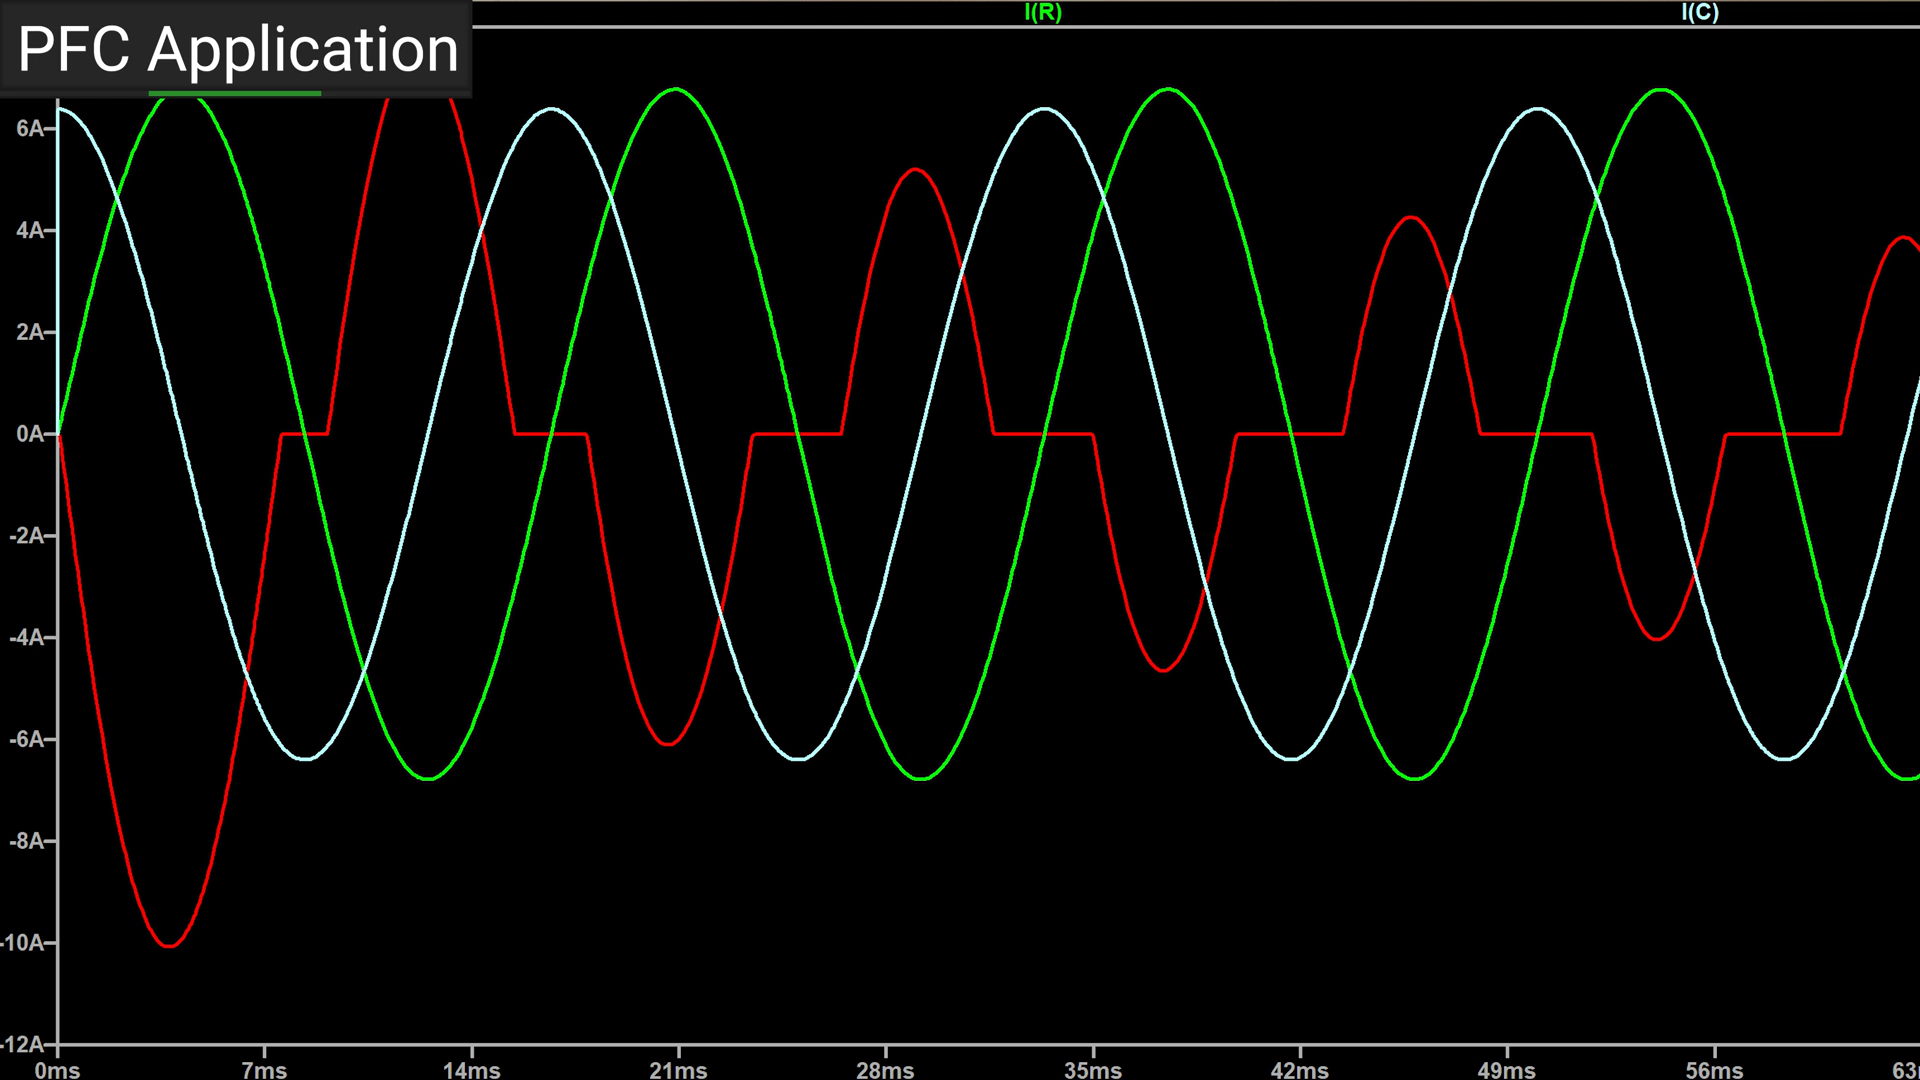 I(R) I(C)
PFC Application
6A
4A
2A
0A
-2A
-4A
-6A
-8A
-10A
-12A
0ms 7ms 14ms 21ms 28ms 35ms 42ms 49ms 56ms